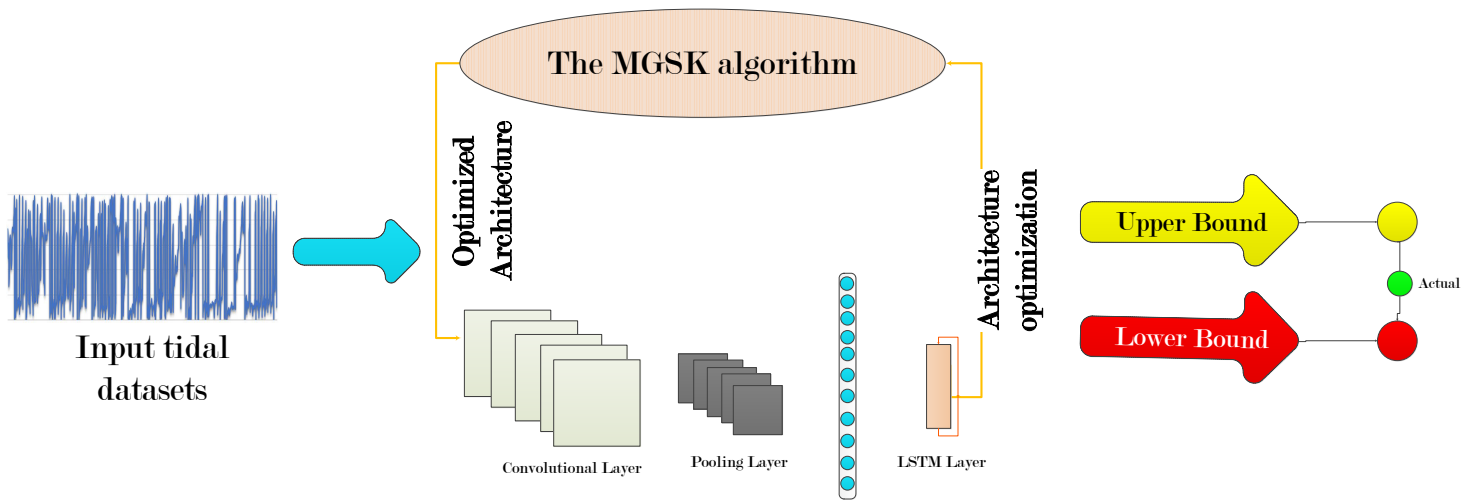 The MGSK algorithm
Optimized
Architecture
Architecture
optimization
Input tidal
datasets
Upper Bound
Lower Bound
Actual
Convolutional Layer
Pooling Layer
LSTM Layer